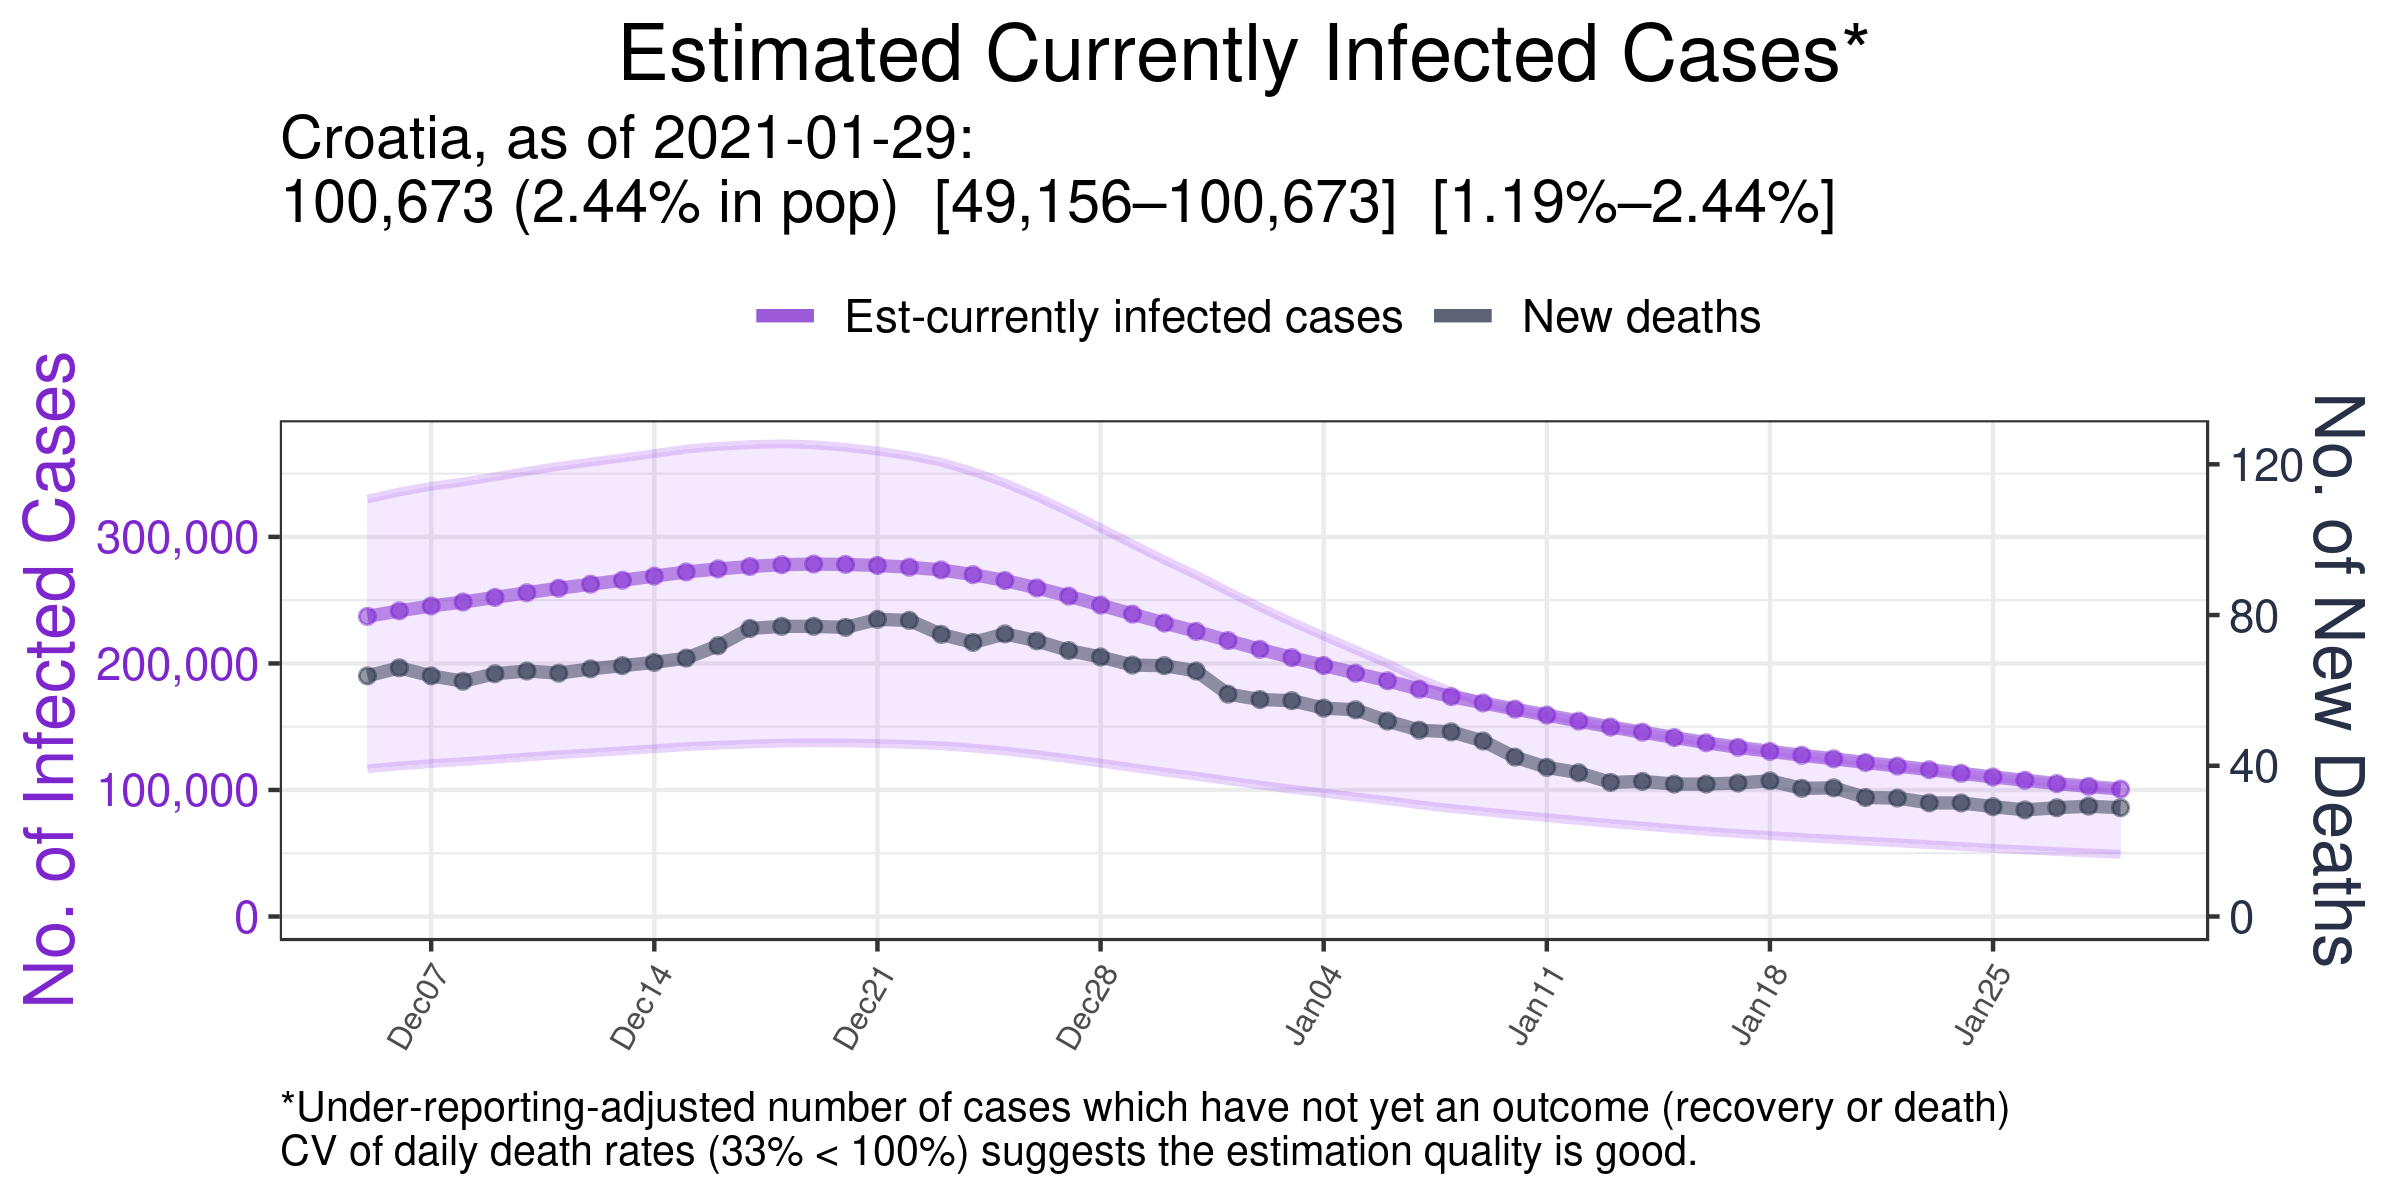 Estimated Currently Infected Cases*
Croatia, as of 2021-01-29:
100,673 (2.44% in pop)  [49,156–100,673]  [1.19%–2.44%]
Est-currently infected cases
New deaths
No. of Infected Cases
300,000
200,000
100,000
0
120
80
40
0
No. of New Deaths
Dec07
Dec14
Dec21
Dec28
Jan04
Jan11
Jan18
Jan25
*Under-reporting-adjusted number of cases which have not yet an outcome (recovery or death)
CV of daily death rates (33% < 100%) suggests the estimation quality is good.